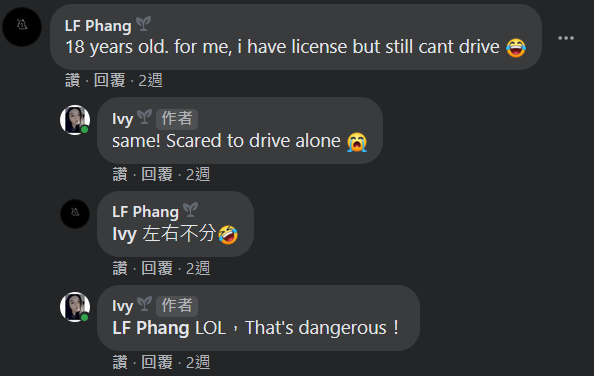 LF Phang
18 years old. for me, i have license but still cant drive 😂
讚 · 回覆 · 2週
Ivy 作者
same! Scared to drive alone 😭
讚 · 回覆 · 2週
LF Phang
Ivy 左右不分🤣
讚 · 回覆 · 2週
Ivy 作者
LF Phang LOL，That's dangerous！
讚 · 回覆 · 2週